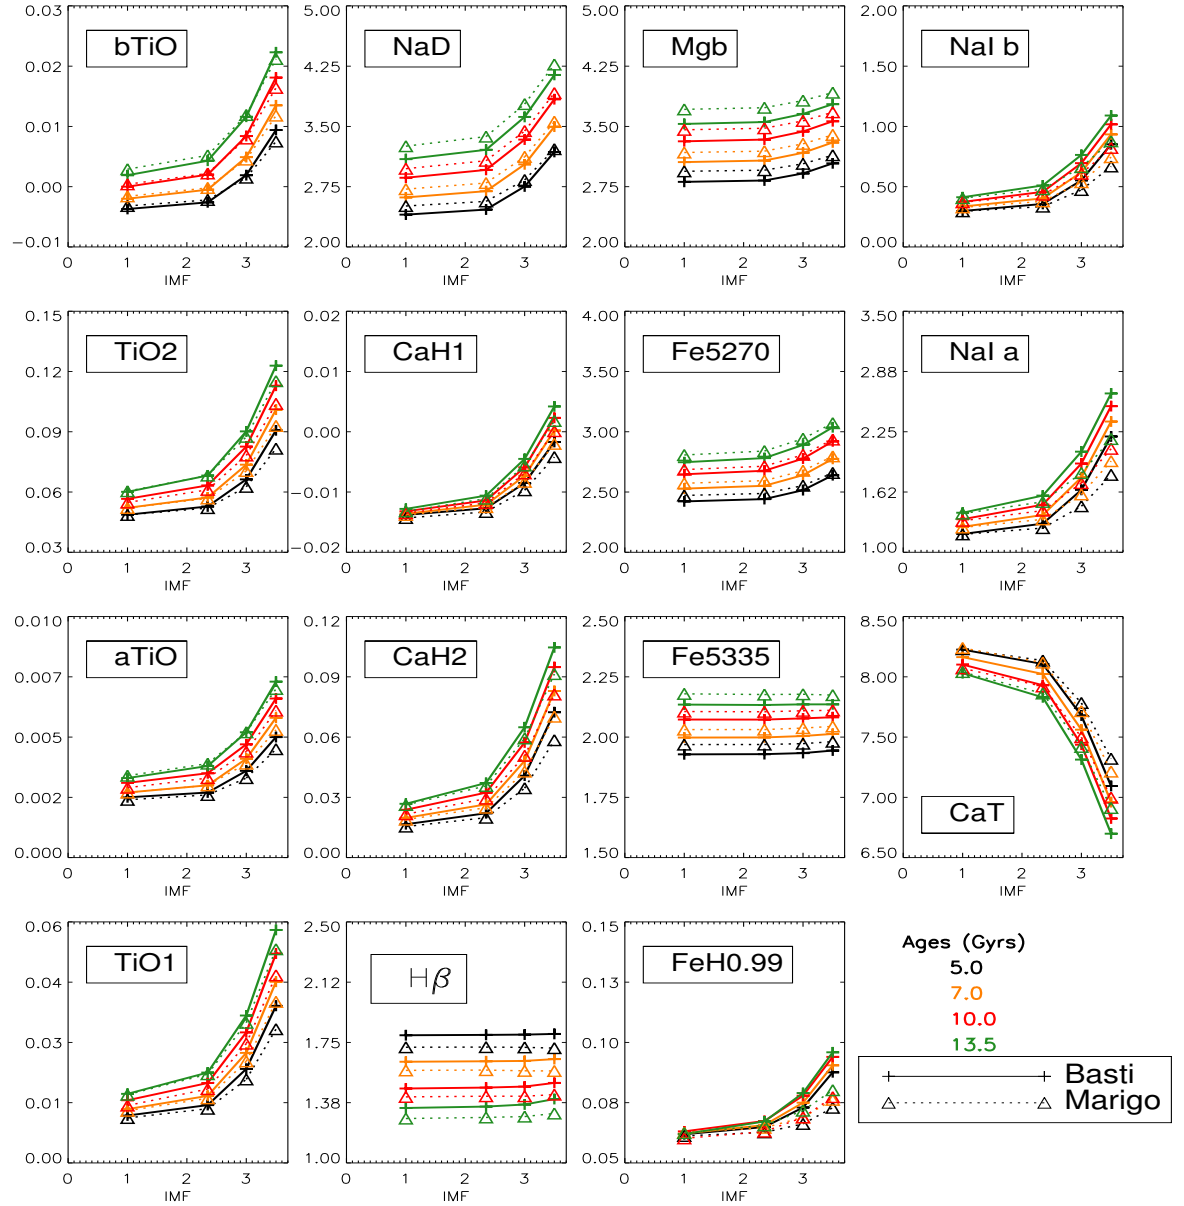 bTiO
0.03
0.02
0.01
0.00
−0.01
0 1 2 3
IMF
NaD
5.00
4.25
3.50
2.75
2.00
0 1 2 3
IMF
Mgb
5.00
4.25
3.50
2.75
2.00
0 1 2 3
IMF
NaI b
2.00
1.50
1.00
0.50
0.00
0 1 2 3
IMF
TiO2
0.15
0.12
0.09
0.06
0.03
0 1 2 3
IMF
CaH1
0.02
0.01
0.00
−0.01
−0.02
0 1 2 3
IMF
Fe5270
4.00
3.50
3.00
2.50
2.00
0 1 2 3
IMF
NaI a
3.50
2.88
2.25
1.62
1.00
0 1 2 3
IMF
aTiO
0.010
0.007
0.005
0.002
0.000
0 1 2 3
IMF
CaH2
0.12
0.09
0.06
0.03
0.00
0 1 2 3
IMF
Fe5335
2.50
2.25
2.00
1.75
1.50
0 1 2 3
IMF
CaT
8.50
8.00
7.50
7.00
6.50
0 1 2 3
IMF
TiO1
0.06
0.04
0.03
0.01
0.00
0 1 2 3
IMF
Hβ
2.50
2.12
1.75
1.38
1.00
0 1 2 3
IMF
FeH0.99
0.15
0.13
0.10
0.08
0.05
0 1 2 3
IMF
Ages (Gyrs)
5.0
7.0
10.0
13.5
Basti
Marigo